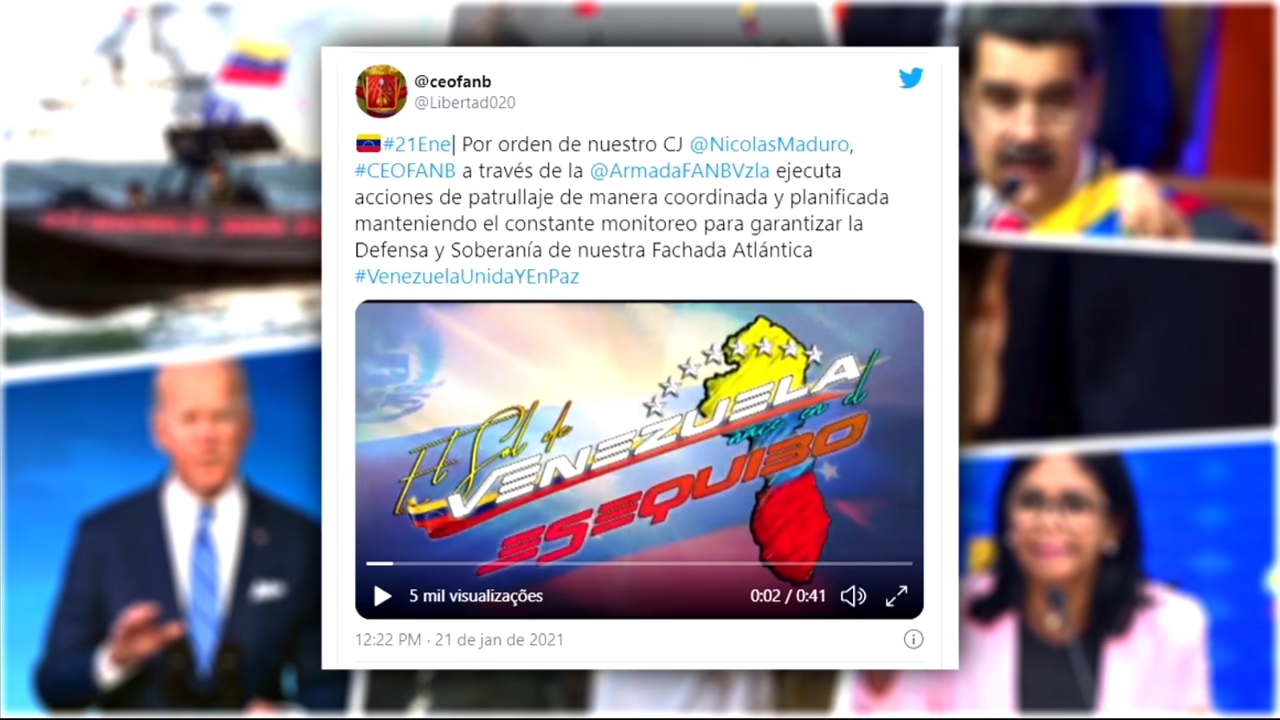 @ceofanb
@Libertad020
#21Ene| Por orden de nuestro CJ @NicolasMaduro,
#CEOFANB a través de la @ArmadaFANBVzla ejecuta
acciones de patrullaje de manera coordinada y planificada
manteniendo el constante monitoreo para garantizar la
Defensa y Soberanía de nuestra Fachada Atlántica
#VenezuelaUnidaYEnPaz
El Sol de
VENEZUELA
nace en el
ESEQUIBO
5 mil visualizações
0:02 / 0:41
12:22 PM · 21 de jan de 2021